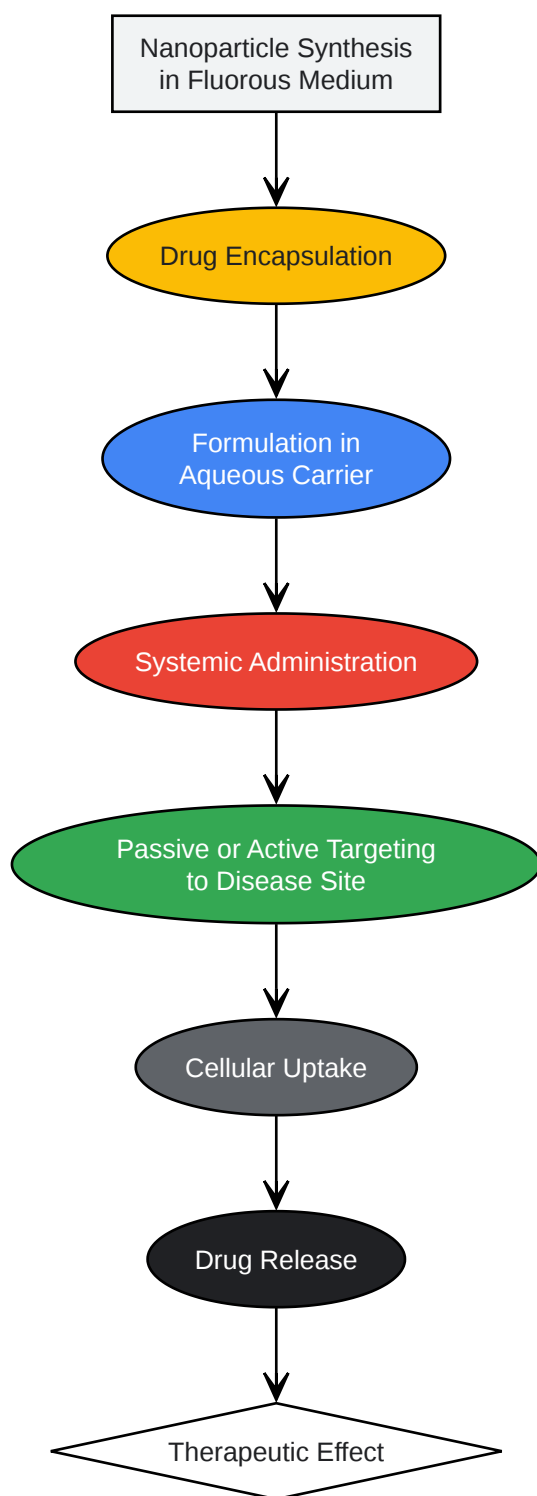 Nanoparticle Synthesis
in Fluorous Medium
Drug Encapsulation
Formulation in
Aqueous Carrier
Systemic Administration
Passive or Active Targeting
to Disease Site
Cellular Uptake
Drug Release
Therapeutic Effect